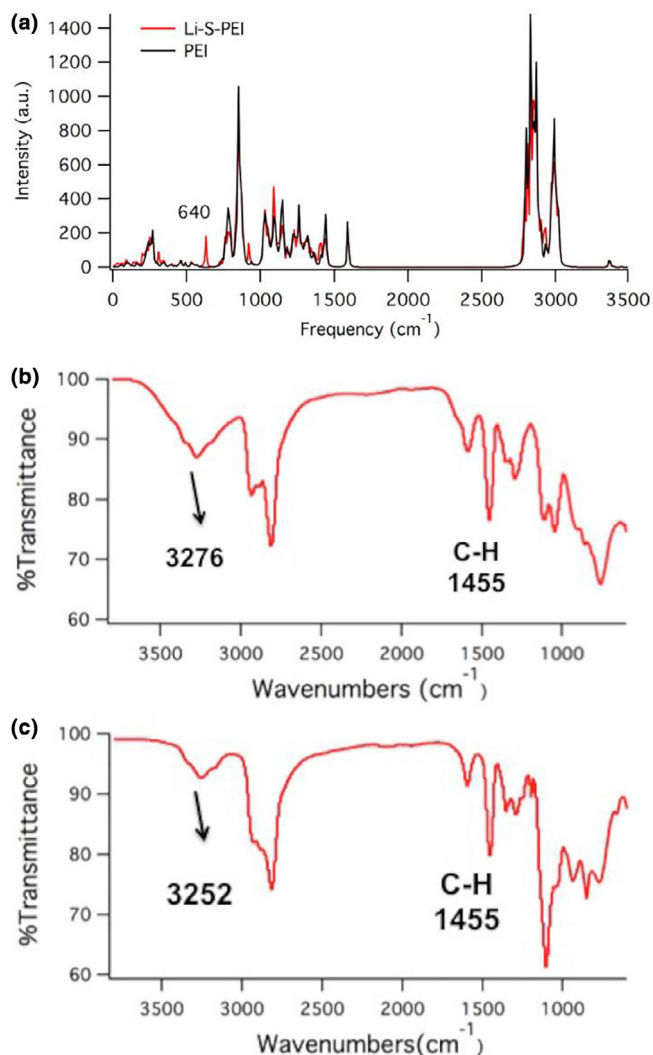 (a)
1400
1200
1000
800
600
400
200
0
Intensity (a.u.)
Li-S-PEI
PEI
640
0 500 1000 1500 2000 2500 3000 3500
Frequency (cm⁻¹)
(b)
100
90
80
70
60
%Transmittance
3276
C-H
1455
3500 3000 2500 2000 1500 1000
Wavenumbers (cm⁻¹)
(c)
100
90
80
70
60
%Transmittance
3252
C-H
1455
3500 3000 2500 2000 1500 1000
Wavenumbers(cm⁻¹)